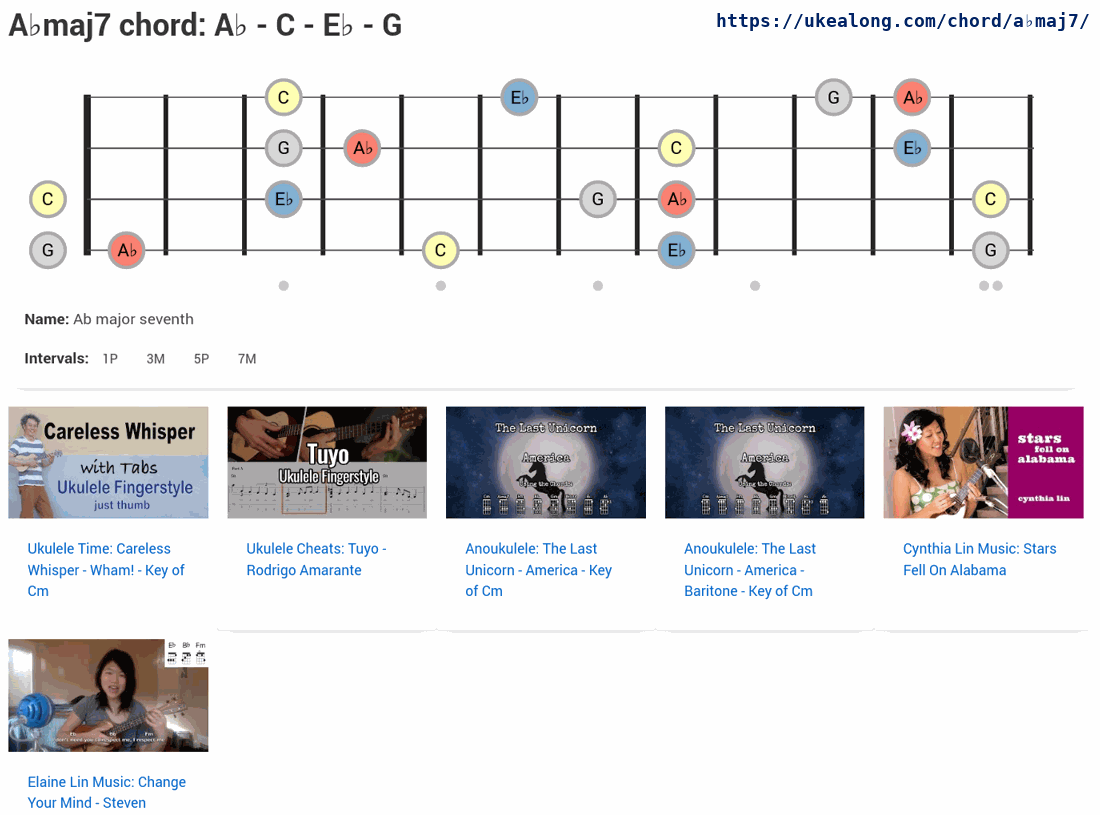 A♭maj7 chord: A♭ - C - E♭ - G
https://ukealong.com/chord/a♭maj7/
C E♭ G A♭
G A♭ C E♭
C E♭ G A♭ C
G A♭ C E♭ G
Name: Ab major seventh
Intervals: 1P 3M 5P 7M
Careless Whisper
with Tabs
Ukulele Fingerstyle
just thumb
Tuyo
Ukulele Fingerstyle
The Last Unicorn
America
The Last Unicorn
America
stars
fell on
alabama
cynthia lin
Ukulele Time: Careless
Whisper - Wham! - Key of
Cm
Ukulele Cheats: Tuyo -
Rodrigo Amarante
Anoukulele: The Last
Unicorn - America - Key
of Cm
Anoukulele: The Last
Unicorn - America -
Baritone - Key of Cm
Cynthia Lin Music: Stars
Fell On Alabama
E♭ B♭ Fm
Elaine Lin Music: Change
Your Mind - Steven